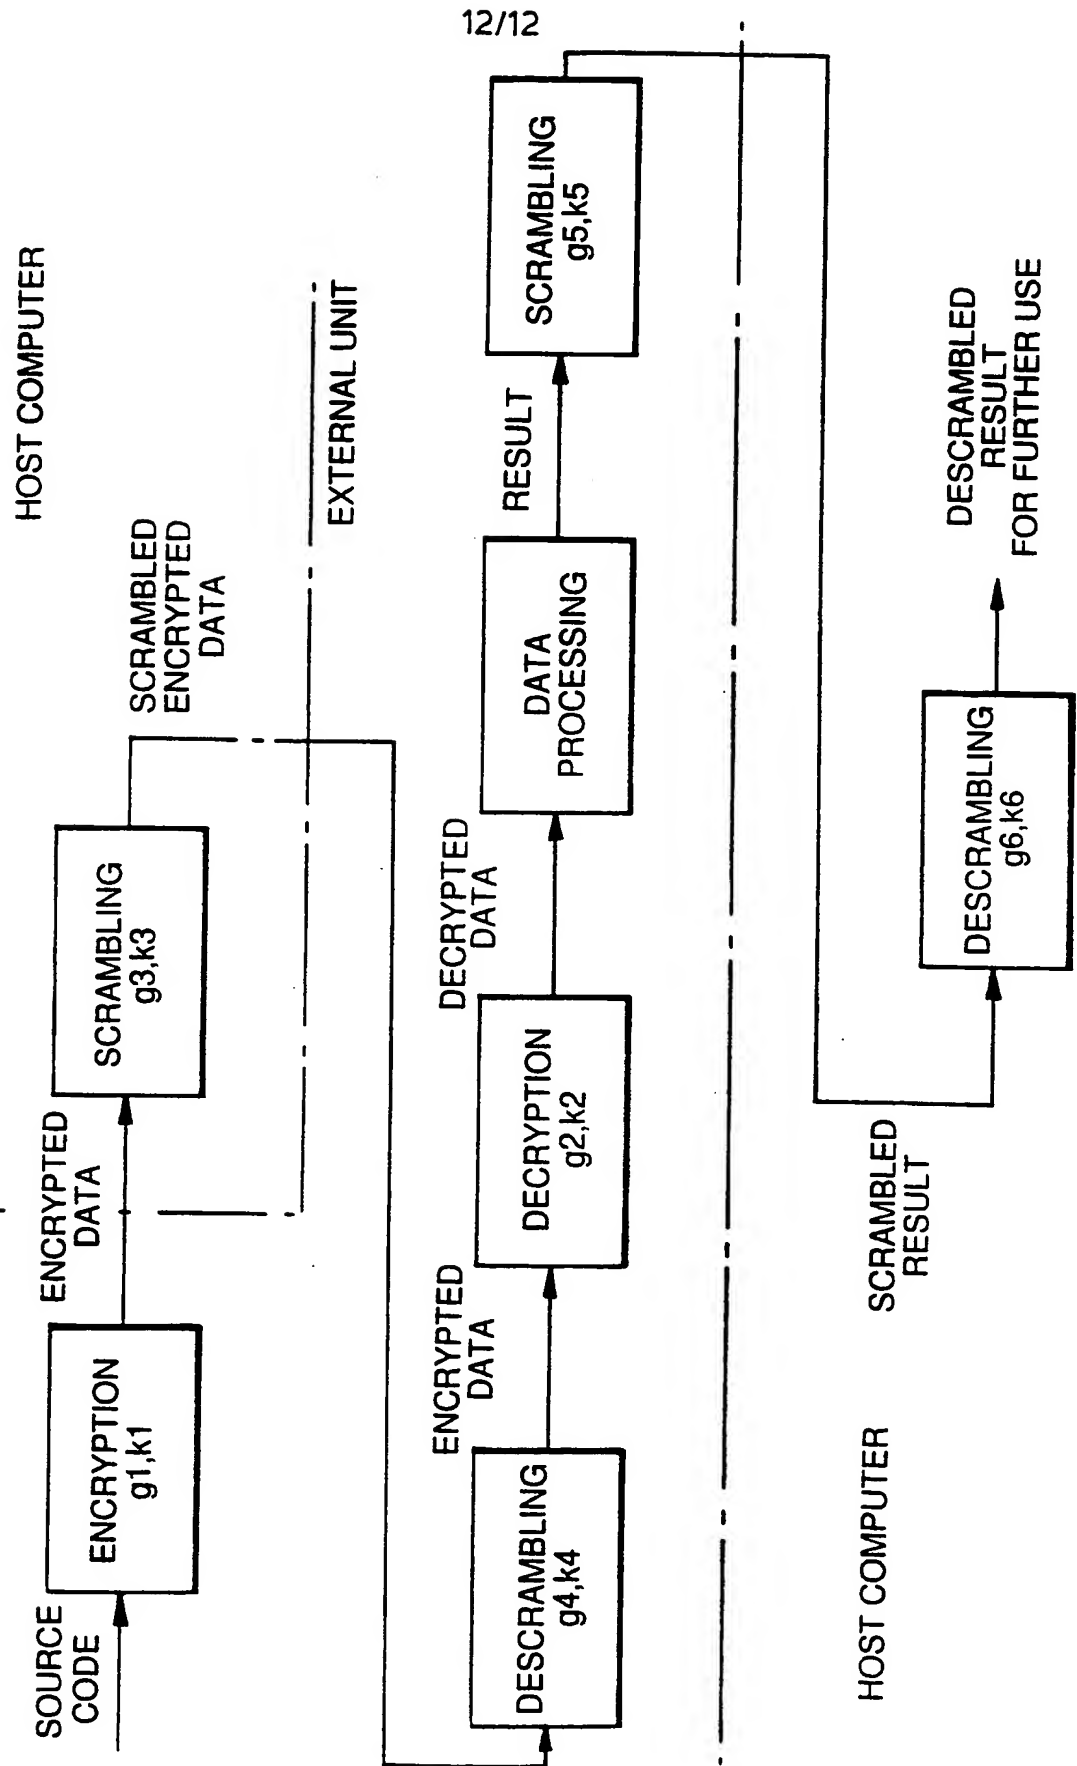 12/12
HOST COMPUTER
SOURCE
CODE
ENCRYPTION
g1,k1
ENCRYPTED
DATA
SCRAMBLING
g3,k3
SCRAMBLED
ENCRYPTED
DATA
EXTERNAL UNIT
DESCRAMBLING
g4,k4
ENCRYPTED
DATA
DECRYPTION
g2,k2
DECRYPTED
DATA
DATA
PROCESSING
RESULT
SCRAMBLING
g5,k5
HOST COMPUTER
SCRAMBLED
RESULT
DESCRAMBLING
g6,k6
DESCRAMBLED
RESULT
FOR FURTHER USE